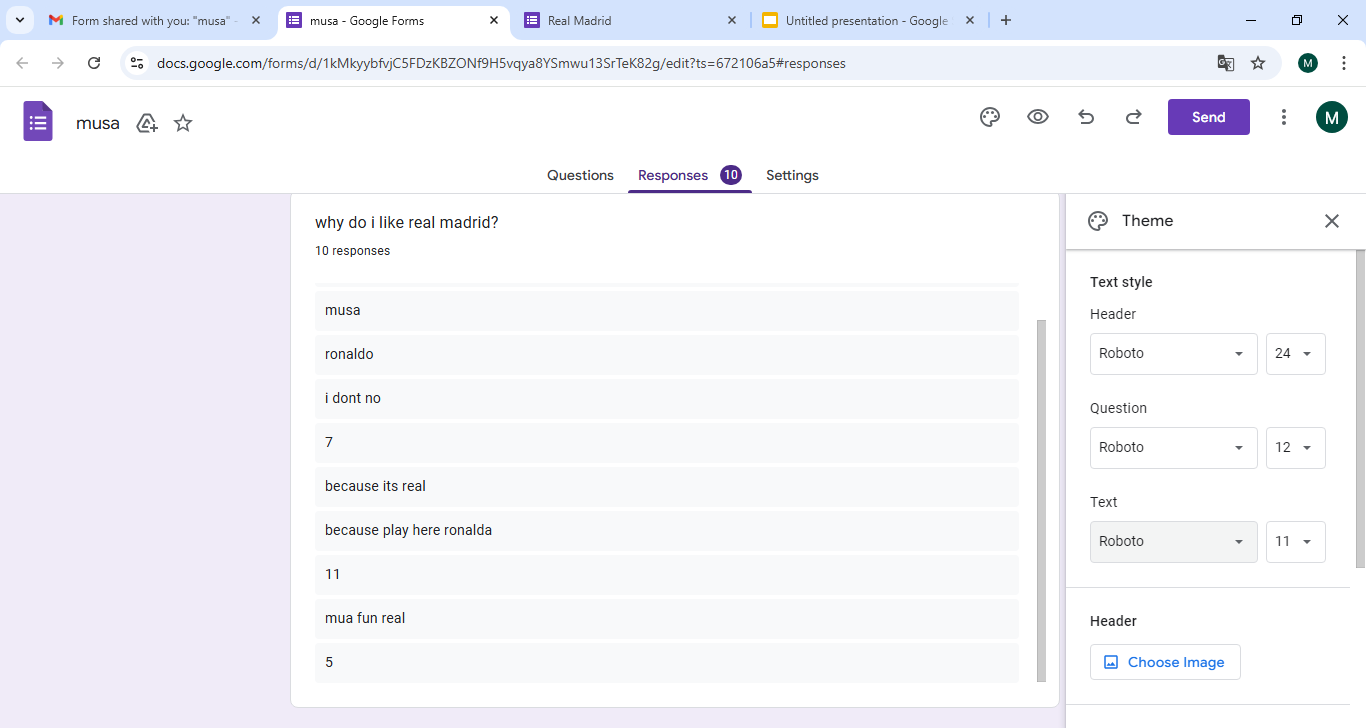 Form shared with you: "musa" -
musa - Google Forms
Real Madrid
Untitled presentation - Google
docs.google.com/forms/d/1kMkyybfvjC5FDzKBZONf9H5vqya8YSmwu13SrTeK82g/edit?ts=672106a5#responses
M
musa
Send
M
Questions
Responses 10
Settings
why do i like real madrid?
10 responses
musa
ronaldo
i dont no
7
because its real
because play here ronalda
11
mua fun real
5
Theme
Text style
Header
Roboto 24
Question
Roboto 12
Text
Roboto 11
Header
Choose Image